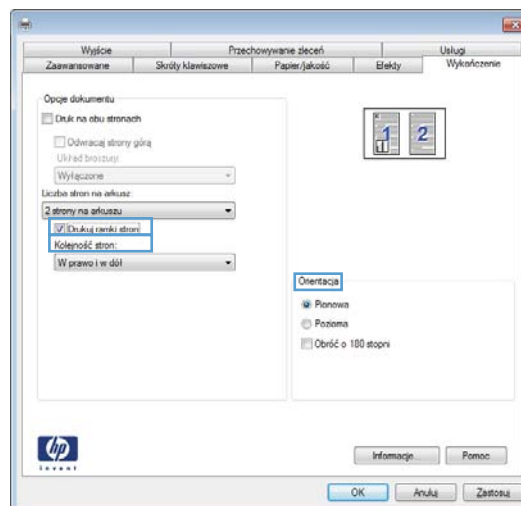 Wyjście Przechowywanie zleceń Usługi
Zaawansowane Skróty klawiszowe Papier/jakość Efekty Wykończenie
Opcje dokumentu
Druk na obu stronach
Odwracaj strony górą
Układ broszury:
Wyłączone
Liczba stron na arkusz:
2 strony na arkuszu
Drukuj ramki stron
Kolejność stron:
W prawo i w dół
1 2
Orientacja
Pionowa
Pozioma
Obróć o 180 stopni
hp
invent
Informacje... Pomoc
OK Anuluj Zastosuj